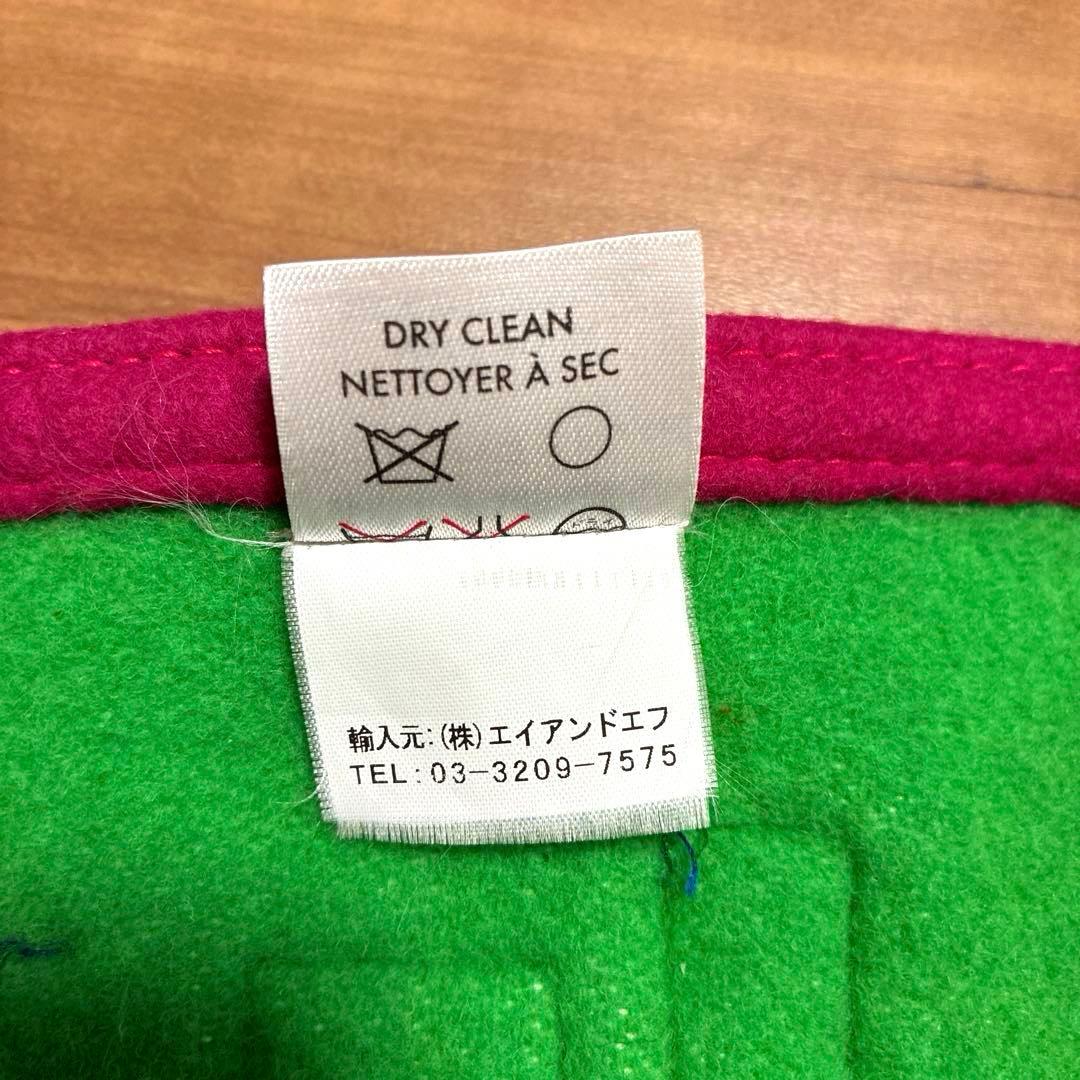 DRY CLEAN
NETTOYER À SEC
輸入元:(株)エイアンドエフ
TEL:03-3209-7575